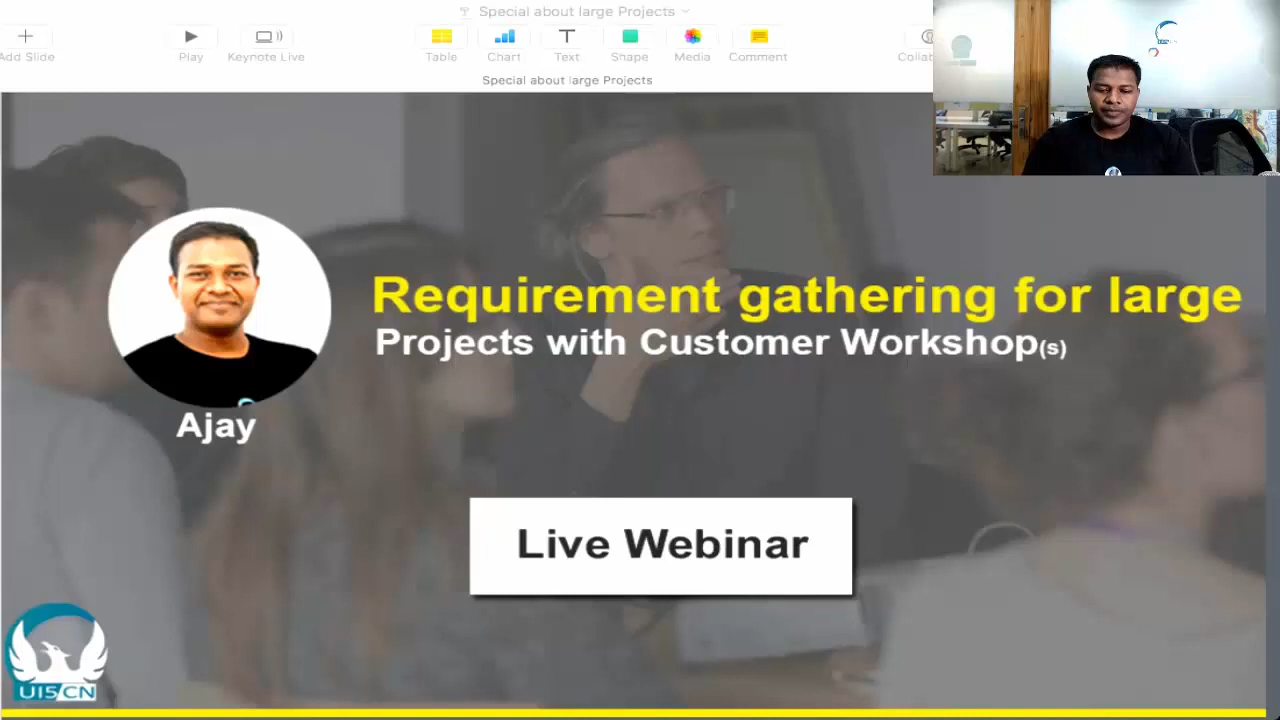 Special about large Projects
Add Slide
Play
Keynote Live
Table
Chart
Text
Shape
Media
Comment
Special about large Projects
Requirement gathering for large
Projects with Customer Workshop(s)
Ajay
Live Webinar
UI5CN